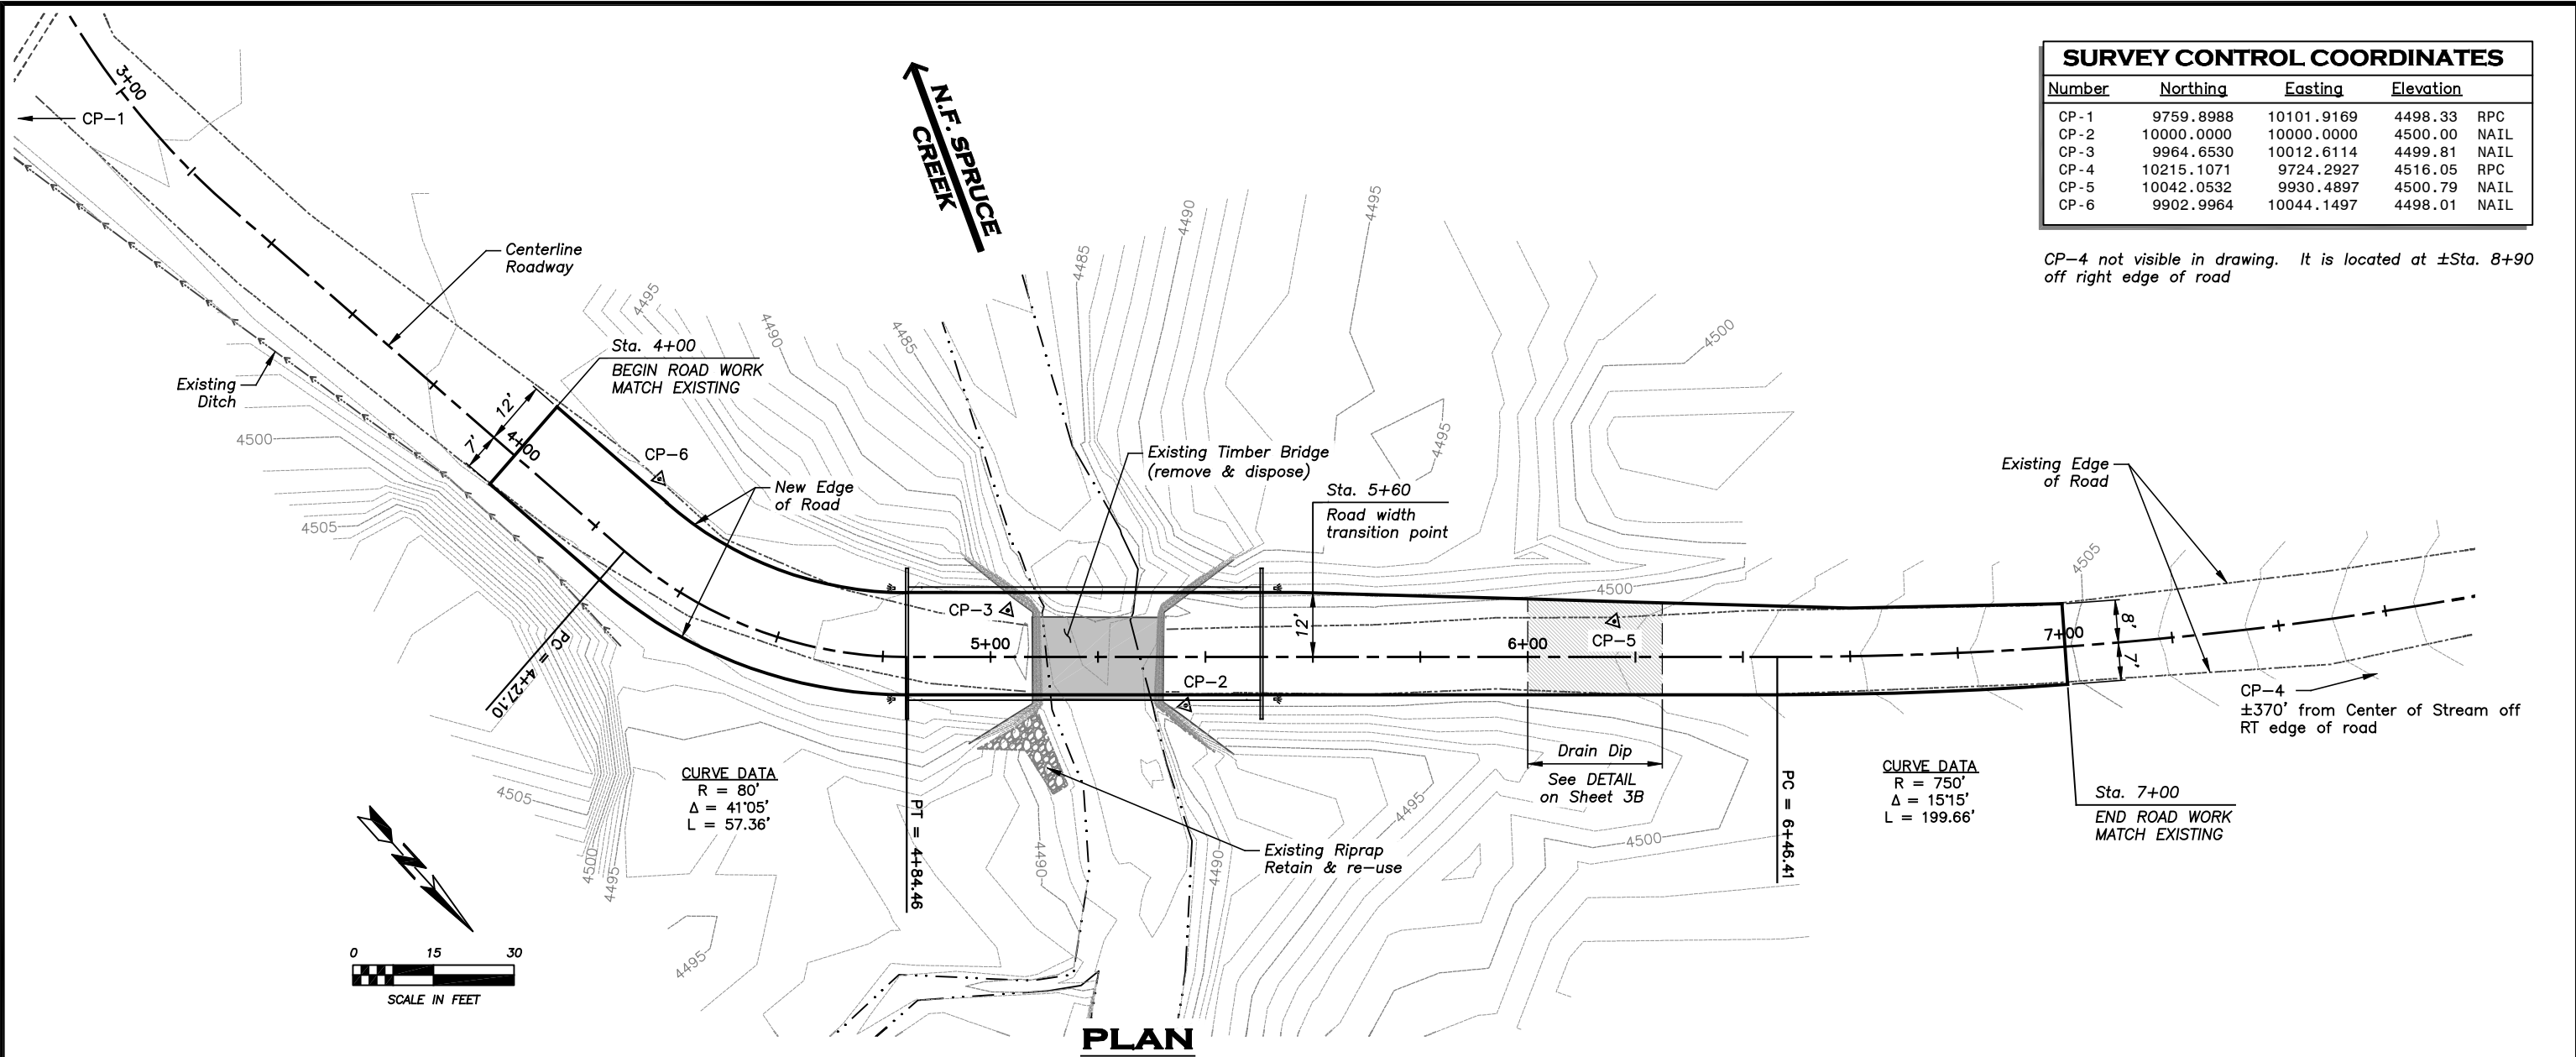 SURVEY CONTROL COORDINATES
Number Northing Easting Elevation
CP-1 9759.8988 10101.9169 4498.33 RPC
CP-2 10000.0000 10000.0000 4500.00 NAIL
CP-3 9964.6530 10012.6114 4499.81 NAIL
CP-4 10215.1071 9724.2927 4516.05 RPC
CP-5 10042.0532 9930.4897 4500.79 NAIL
CP-6 9902.9964 10044.1497 4498.01 NAIL
CP-4 not visible in drawing. It is located at ±Sta. 8+90
off right edge of road
3+00
CP-1
N.F. SPRUCE
CREEK
Centerline
Roadway
4495
4490
4485
4485
4490
4495
4500
4495
Sta. 4+00
BEGIN ROAD WORK
MATCH EXISTING
Existing
Ditch
12'
7'
4+00
4500
4505
CP-6
New Edge
of Road
Existing Timber Bridge
(remove & dispose)
Sta. 5+60
Road width
transition point
Existing Edge
of Road
4505
4500
CP-3
5+00
12'
6+00
CP-5
7+00
8'
7'
CP-2
PC = 4+27.10
CP-4
±370' from Center of Stream off
RT edge of road
Drain Dip
See DETAIL
on Sheet 3B
CURVE DATA
R = 80'
Δ = 41°05'
L = 57.36'
PT = 4+84.46
PC = 6+46.41
CURVE DATA
R = 750'
Δ = 15°15'
L = 199.66'
Sta. 7+00
END ROAD WORK
MATCH EXISTING
4505
4500
4495
N
4495
4500
Existing Riprap
Retain & re-use
4460
4490
4495
0 15 30
SCALE IN FEET
PLAN